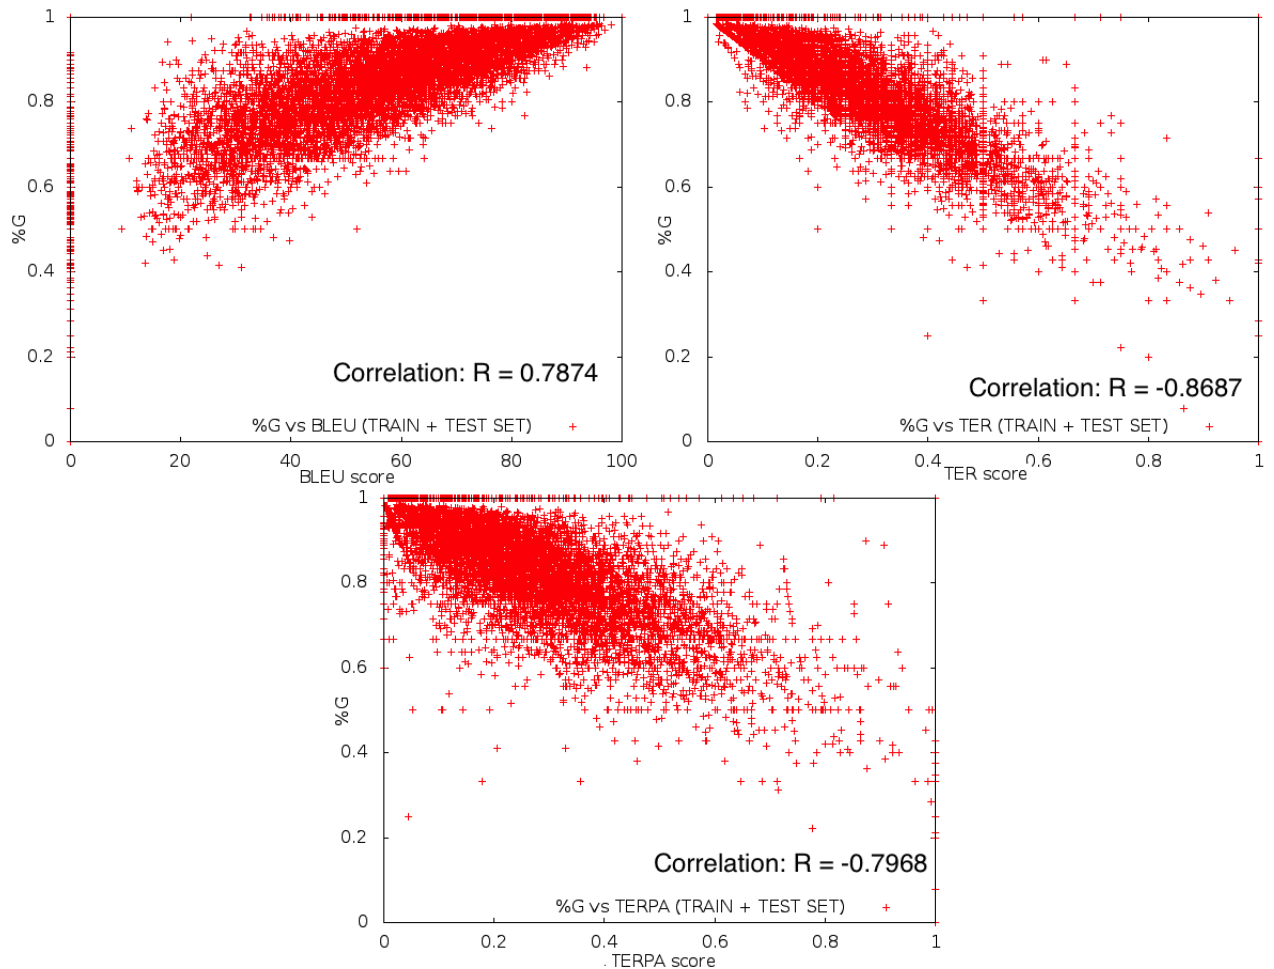 1
0.8
0.6
0.4
0.2
0
%G
Correlation: R = 0.7874
%G vs BLEU (TRAIN + TEST SET)
0 20 40 60 80 100
BLEU score
1
0.8
0.6
0.4
0.2
0
%G
Correlation: R = -0.8687
%G vs TER (TRAIN + TEST SET)
0 0.2 0.4 0.6 0.8 1
TER score
1
0.8
0.6
0.4
0.2
0
%G
Correlation: R = -0.7968
%G vs TERPA (TRAIN + TEST SET)
0 0.2 0.4 0.6 0.8 1
. TERPA score